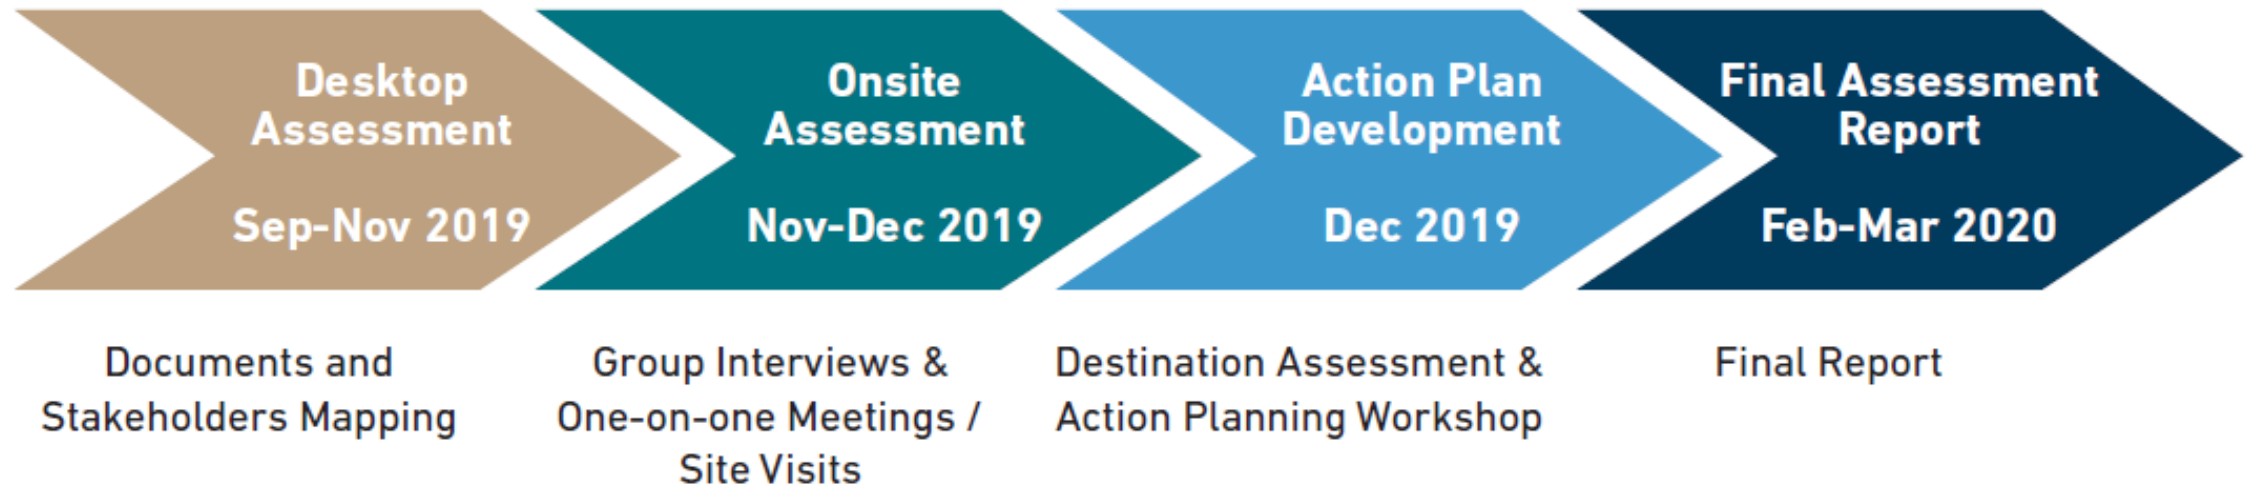 Desktop
Assessment
Sep-Nov 2019
Onsite
Assessment
Nov-Dec 2019
Action Plan
Development
Dec 2019
Final Assessment
Report
Feb-Mar 2020
Documents and
Stakeholders Mapping
Group Interviews &
One-on-one Meetings /
Site Visits
Destination Assessment &
Action Planning Workshop
Final Report